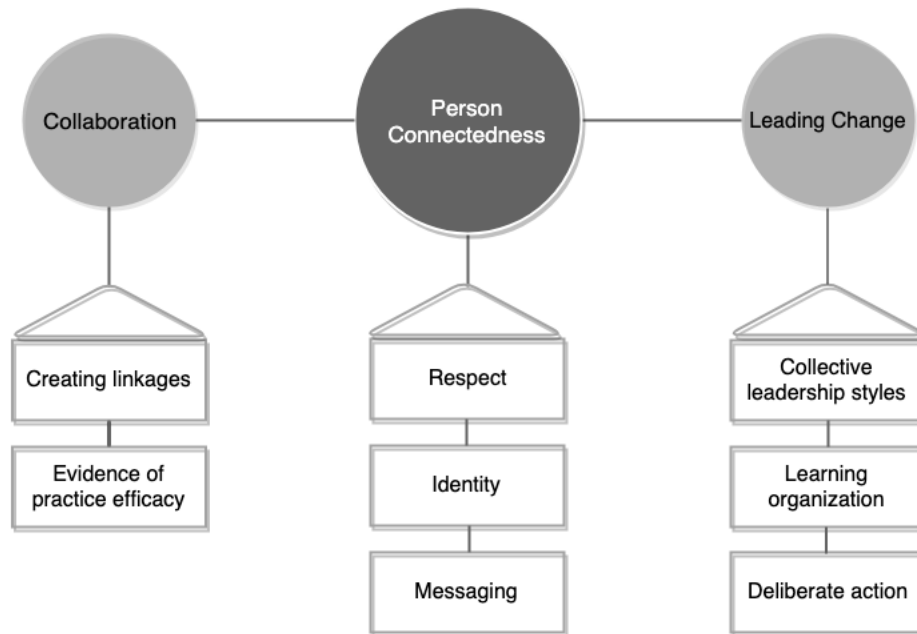 Collaboration
Person
Connectedness
Leading Change
Creating linkages
Evidence of
practice efficacy
Respect
Identity
Messaging
Collective
leadership styles
Learning
organization
Deliberate action